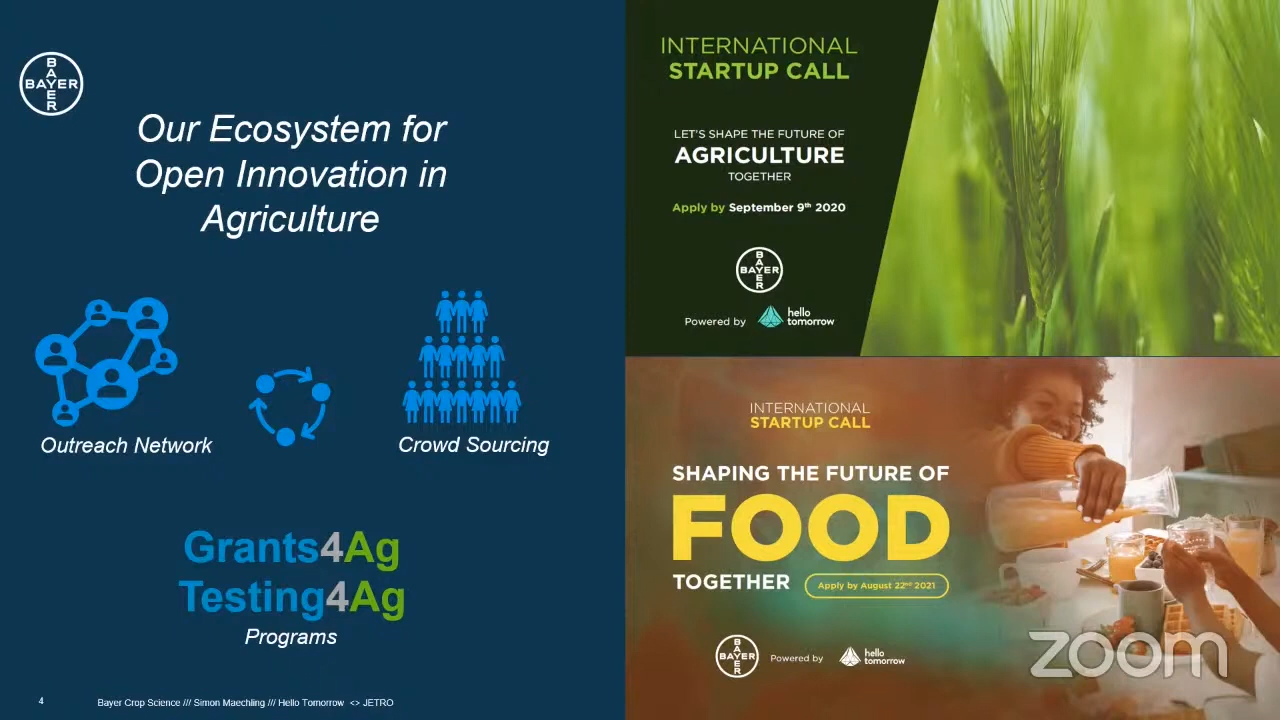 BAYER
BAYER
Our Ecosystem for
Open Innovation in
Agriculture
Outreach Network
Crowd Sourcing
Grants4Ag
Testing4Ag
Programs
4
Bayer Crop Science /// Simon Maechling /// Hello Tomorrow <> JETRO
INTERNATIONAL
STARTUP CALL
LET'S SHAPE THE FUTURE OF
AGRICULTURE
TOGETHER
Apply by September 9th 2020
BAYER
BAYER
Powered by
hello
tomorrow
INTERNATIONAL
STARTUP CALL
SHAPING THE FUTURE OF
FOOD
TOGETHER
Apply by August 22nd 2021
BAYER
BAYER
Powered by
hello
tomorrow
zoom